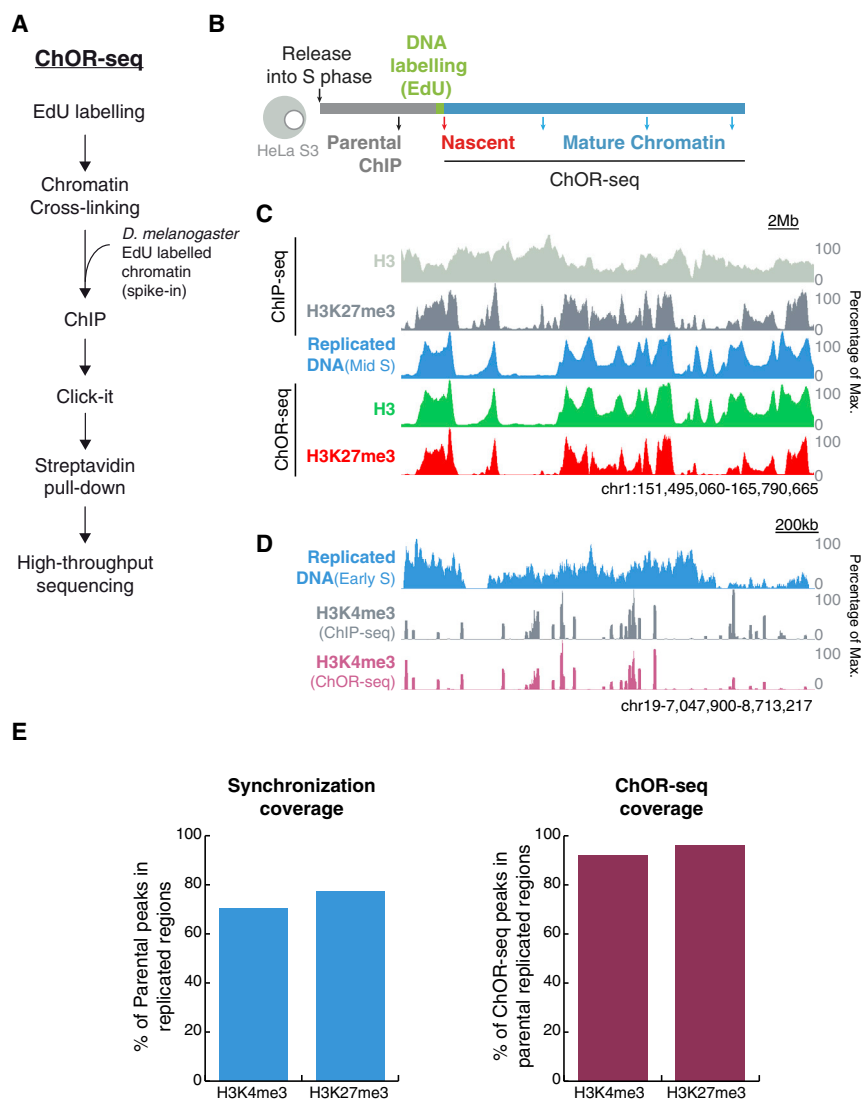 A
ChOR-seq
EdU labelling
Chromatin
Cross-linking
D. melanogaster
EdU labelled
chromatin
(spike-in)
ChIP
Click-it
Streptavidin
pull-down
High-throughput
sequencing
B
Release
into S phase
DNA
labelling
(EdU)
HeLa S3
Parental
ChIP
Nascent
Mature Chromatin
ChOR-seq
C
2Mb
ChIP-seq
H3
100
0
H3K27me3
100
0
Replicated
DNA(Mid S)
100
0
ChOR-seq
H3
100
0
H3K27me3
100
0
Percentage of Max.
chr1:151,495,060-165,790,665
D
200kb
Replicated
DNA(Early S)
100
0
H3K4me3
(ChIP-seq)
100
0
H3K4me3
(ChOR-seq)
100
0
Percentage of Max.
chr19-7,047,900-8,713,217
E
Synchronization
coverage
% of Parental peaks in
replicated regions
100
80
60
40
20
0
H3K4me3
H3K27me3
ChOR-seq
coverage
% of ChOR-seq peaks in
parental replicated regions
100
80
60
40
20
0
H3K4me3
H3K27me3